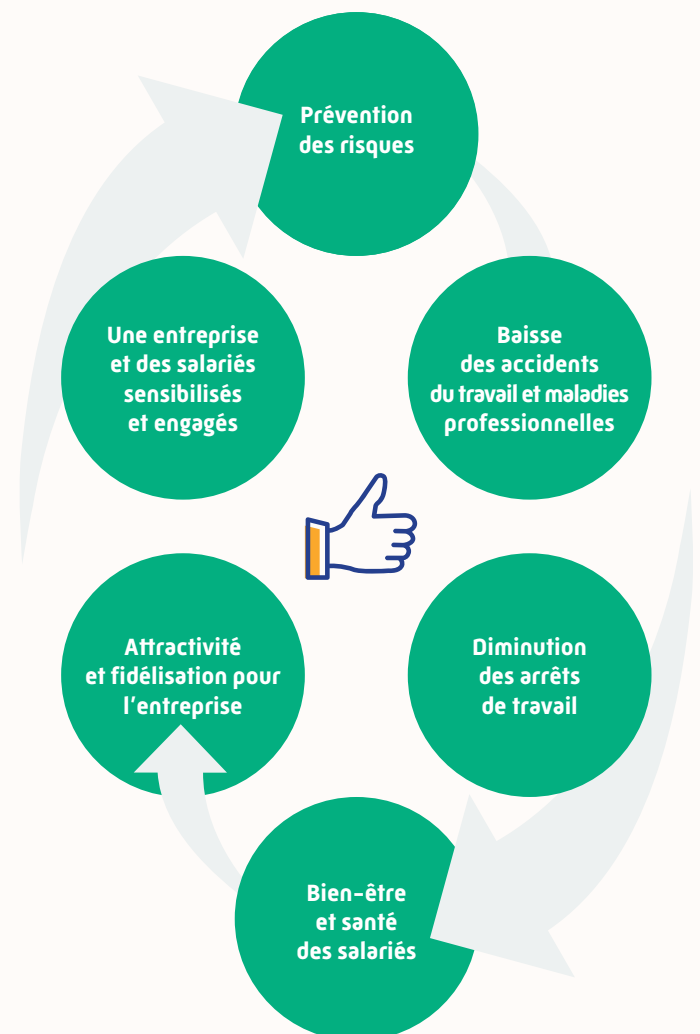 Prévention
des risques
Baisse
des accidents
du travail et maladies
professionnelles
Diminution
des arrêts
de travail
Bien-être
et santé
des salariés
Attractivité
et fidélisation pour
l'entreprise
Une entreprise
et des salariés
sensibilisés
et engagés